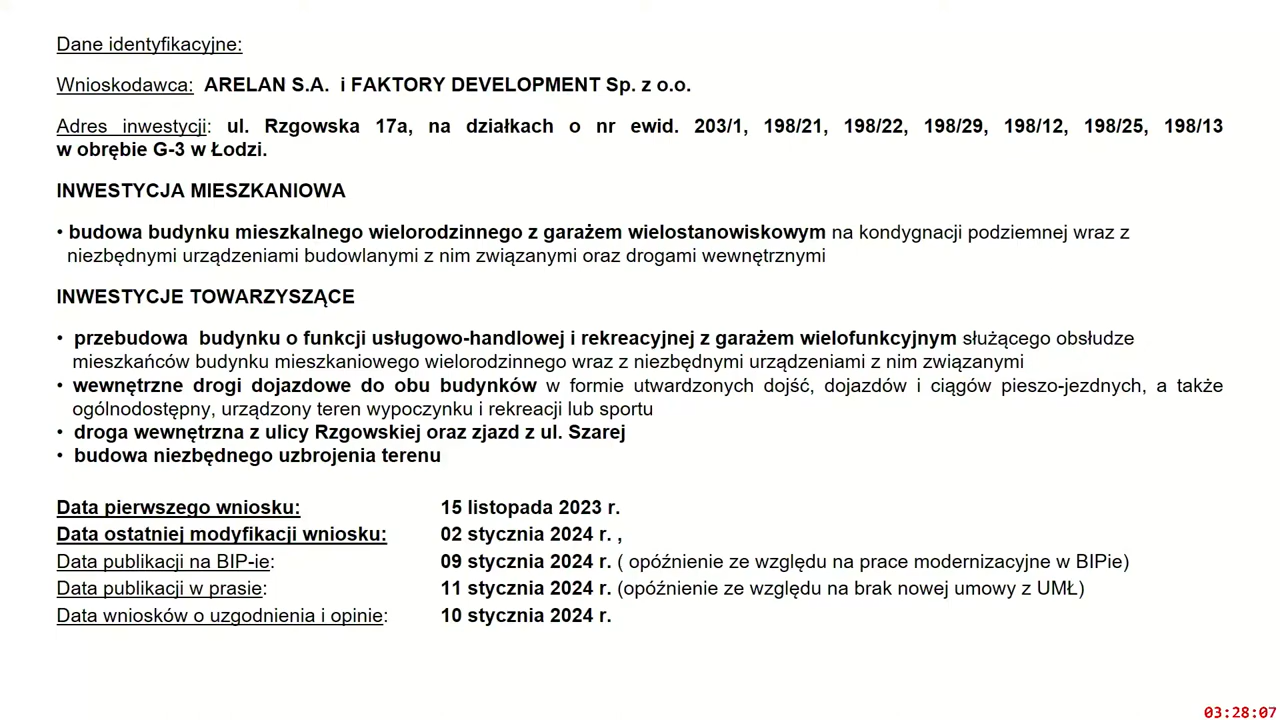 Dane identyfikacyjne:
Wnioskodawca: ARELAN S.A. i FAKTORY DEVELOPMENT Sp. z o.o.
Adres inwestycji: ul. Rzgowska 17a, na działkach o nr ewid. 203/1, 198/21, 198/22, 198/29, 198/12, 198/25, 198/13
w obrębie G-3 w Łodzi.
INWESTYCJA MIESZKANIOWA
• budowa budynku mieszkalnego wielorodzinnego z garażem wielostanowiskowym na kondygnacji podziemnej wraz z
niezbędnymi urządzeniami budowlanymi z nim związanymi oraz drogami wewnętrznymi
INWESTYCJE TOWARZYSZĄCE
• przebudowa budynku o funkcji usługowo-handlowej i rekreacyjnej z garażem wielofunkcyjnym służącego obsłudze
mieszkańców budynku mieszkaniowego wielorodzinnego wraz z niezbędnymi urządzeniami z nim związanymi
• wewnętrzne drogi dojazdowe do obu budynków w formie utwardzonych dojść, dojazdów i ciągów pieszo-jezdnych, a także
ogólnodostępny, urządzony teren wypoczynku i rekreacji lub sportu
• droga wewnętrzna z ulicy Rzgowskiej oraz zjazd z ul. Szarej
• budowa niezbędnego uzbrojenia terenu
Data pierwszego wniosku: 15 listopada 2023 r.
Data ostatniej modyfikacji wniosku: 02 stycznia 2024 r. ,
Data publikacji na BIP-ie: 09 stycznia 2024 r. ( opóźnienie ze względu na prace modernizacyjne w BIPie)
Data publikacji w prasie: 11 stycznia 2024 r. (opóźnienie ze względu na brak nowej umowy z UMŁ)
Data wniosków o uzgodnienia i opinie: 10 stycznia 2024 r.
03:28:07